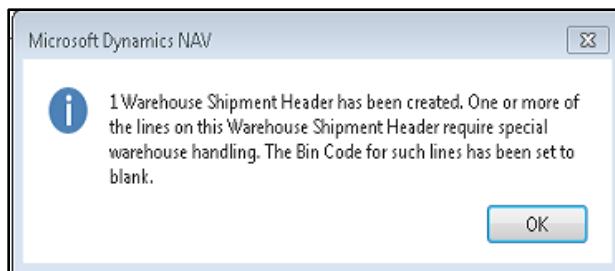 Microsoft Dynamics NAV
1 Warehouse Shipment Header has been created. One or more of
the lines on this Warehouse Shipment Header require special
warehouse handling. The Bin Code for such lines has been set to
blank.
OK